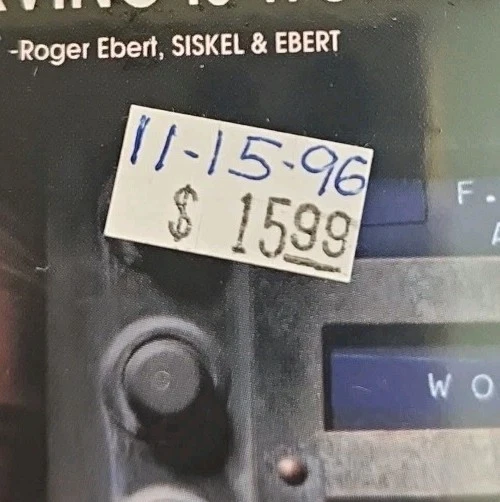 -Roger Ebert, SISKEL & EBERT
11-15-96
$ 1599
F.
W O